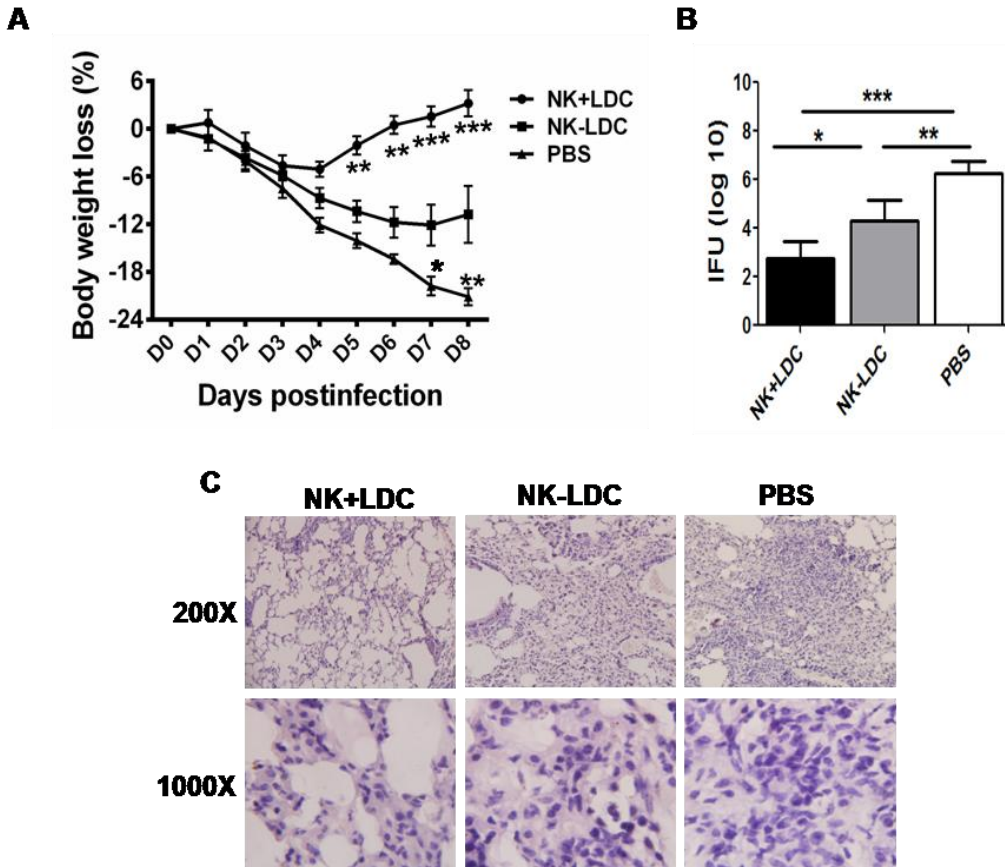 A
Body weight loss (%)
6
0
-6
-12
-18
-24
** ** *** ***
* **
D0 D1 D2 D3 D4 D5 D6 D7 D8
Days postinfection
NK+LDC
NK-LDC
PBS
B
IFU (log 10)
10
8
6
4
2
0
***
* **
NK+LDC NK-LDC PBS
C
NK+LDC NK-LDC PBS
200X
1000X